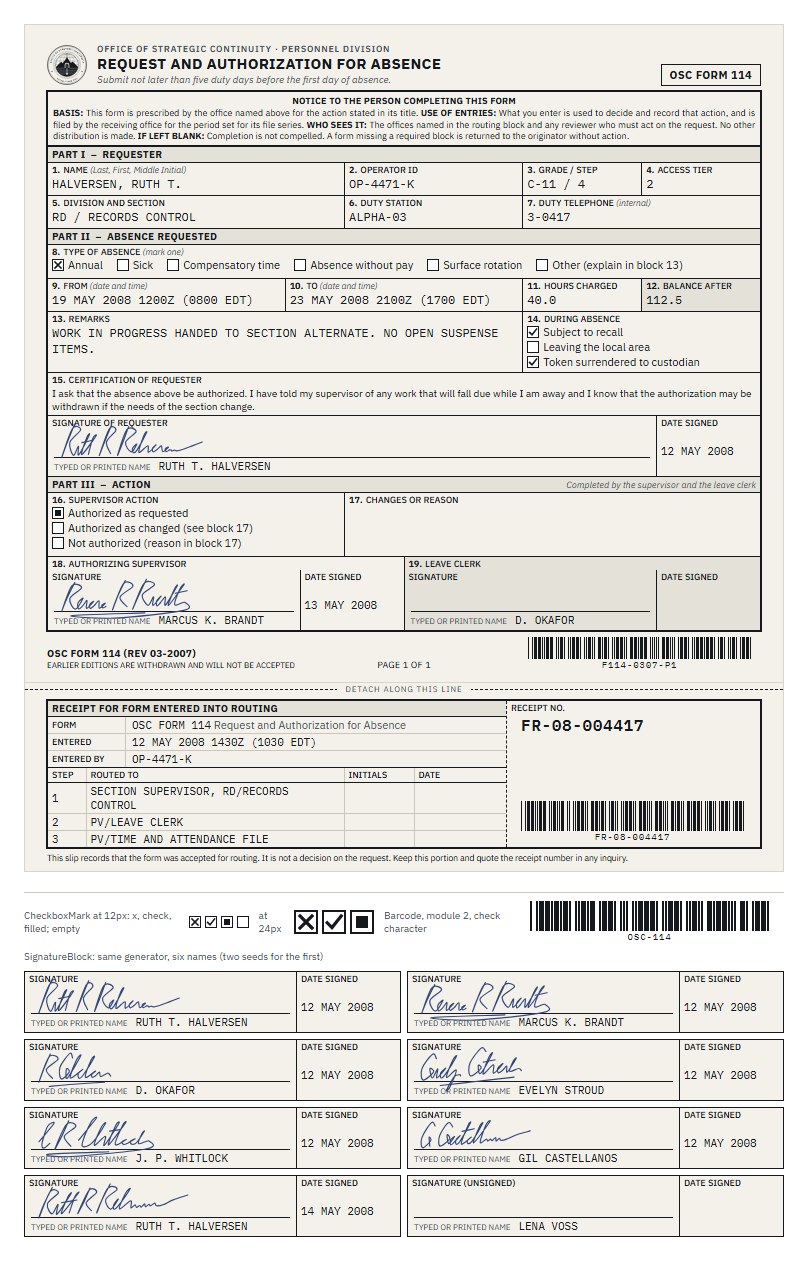 OFFICE OF STRATEGIC CONTINUITY · PERSONNEL DIVISION
REQUEST AND AUTHORIZATION FOR ABSENCE
Submit not later than five duty days before the first day of absence.
OSC FORM 114
NOTICE TO THE PERSON COMPLETING THIS FORM
BASIS: This form is prescribed by the office named above for the action stated in its title. USE OF ENTRIES: What you enter is used to decide and record that action, and is
filed by the receiving office for the period set for its file series. WHO SEES IT: The offices named in the routing block and any reviewer who must act on the request. No other
distribution is made. IF LEFT BLANK: Completion is not compelled. A form missing a required block is returned to the originator without action.
PART I – REQUESTER
1. NAME (Last, First, Middle Initial)
HALVERSEN, RUTH T.
2. OPERATOR ID
OP-4471-K
3. GRADE / STEP
C-11 / 4
4. ACCESS TIER
2
5. DIVISION AND SECTION
RD / RECORDS CONTROL
6. DUTY STATION
ALPHA-03
7. DUTY TELEPHONE (internal)
3-0417
PART II – ABSENCE REQUESTED
8. TYPE OF ABSENCE (mark one)
Annual Sick Compensatory time Absence without pay Surface rotation Other (explain in block 13)
9. FROM (date and time)
19 MAY 2008 1200Z (0800 EDT)
10. TO (date and time)
23 MAY 2008 2100Z (1700 EDT)
11. HOURS CHARGED
40.0
12. BALANCE AFTER
112.5
13. REMARKS
WORK IN PROGRESS HANDED TO SECTION ALTERNATE. NO OPEN SUSPENSE
ITEMS.
14. DURING ABSENCE
Subject to recall
Leaving the local area
Token surrendered to custodian
15. CERTIFICATION OF REQUESTER
I ask that the absence above be authorized. I have told my supervisor of any work that will fall due while I am away and I know that the authorization may be
withdrawn if the needs of the section change.
SIGNATURE OF REQUESTER
TYPED OR PRINTED NAME RUTH T. HALVERSEN
DATE SIGNED
12 MAY 2008
PART III – ACTION
Completed by the supervisor and the leave clerk
16. SUPERVISOR ACTION
Authorized as requested
Authorized as changed (see block 17)
Not authorized (reason in block 17)
17. CHANGES OR REASON
18. AUTHORIZING SUPERVISOR
SIGNATURE
TYPED OR PRINTED NAME MARCUS K. BRANDT
DATE SIGNED
13 MAY 2008
19. LEAVE CLERK
SIGNATURE
TYPED OR PRINTED NAME D. OKAFOR
DATE SIGNED
OSC FORM 114 (REV 03-2007)
EARLIER EDITIONS ARE WITHDRAWN AND WILL NOT BE ACCEPTED
PAGE 1 OF 1
F114-0307-P1
DETACH ALONG THIS LINE
RECEIPT FOR FORM ENTERED INTO ROUTING
FORM OSC FORM 114 Request and Authorization for Absence
ENTERED 12 MAY 2008 1430Z (1030 EDT)
ENTERED BY OP-4471-K
STEP ROUTED TO INITIALS DATE
1 SECTION SUPERVISOR, RD/RECORDS
CONTROL
2 PV/LEAVE CLERK
3 PV/TIME AND ATTENDANCE FILE
RECEIPT NO.
FR-08-004417
FR-08-004417
This slip records that the form was accepted for routing. It is not a decision on the request. Keep this portion and quote the receipt number in any inquiry.
CheckboxMark at 12px: x, check,
filled; empty
at
24px
Barcode, module 2, check
character
OSC-114
SignatureBlock: same generator, six names (two seeds for the first)
SIGNATURE
TYPED OR PRINTED NAME RUTH T. HALVERSEN
DATE SIGNED
12 MAY 2008
SIGNATURE
TYPED OR PRINTED NAME MARCUS K. BRANDT
DATE SIGNED
12 MAY 2008
SIGNATURE
TYPED OR PRINTED NAME D. OKAFOR
DATE SIGNED
12 MAY 2008
SIGNATURE
TYPED OR PRINTED NAME EVELYN STROUD
DATE SIGNED
12 MAY 2008
SIGNATURE
TYPED OR PRINTED NAME J. P. WHITLOCK
DATE SIGNED
12 MAY 2008
SIGNATURE
TYPED OR PRINTED NAME GIL CASTELLANOS
DATE SIGNED
12 MAY 2008
SIGNATURE
TYPED OR PRINTED NAME RUTH T. HALVERSEN
DATE SIGNED
14 MAY 2008
SIGNATURE (UNSIGNED)
TYPED OR PRINTED NAME LENA VOSS
DATE SIGNED